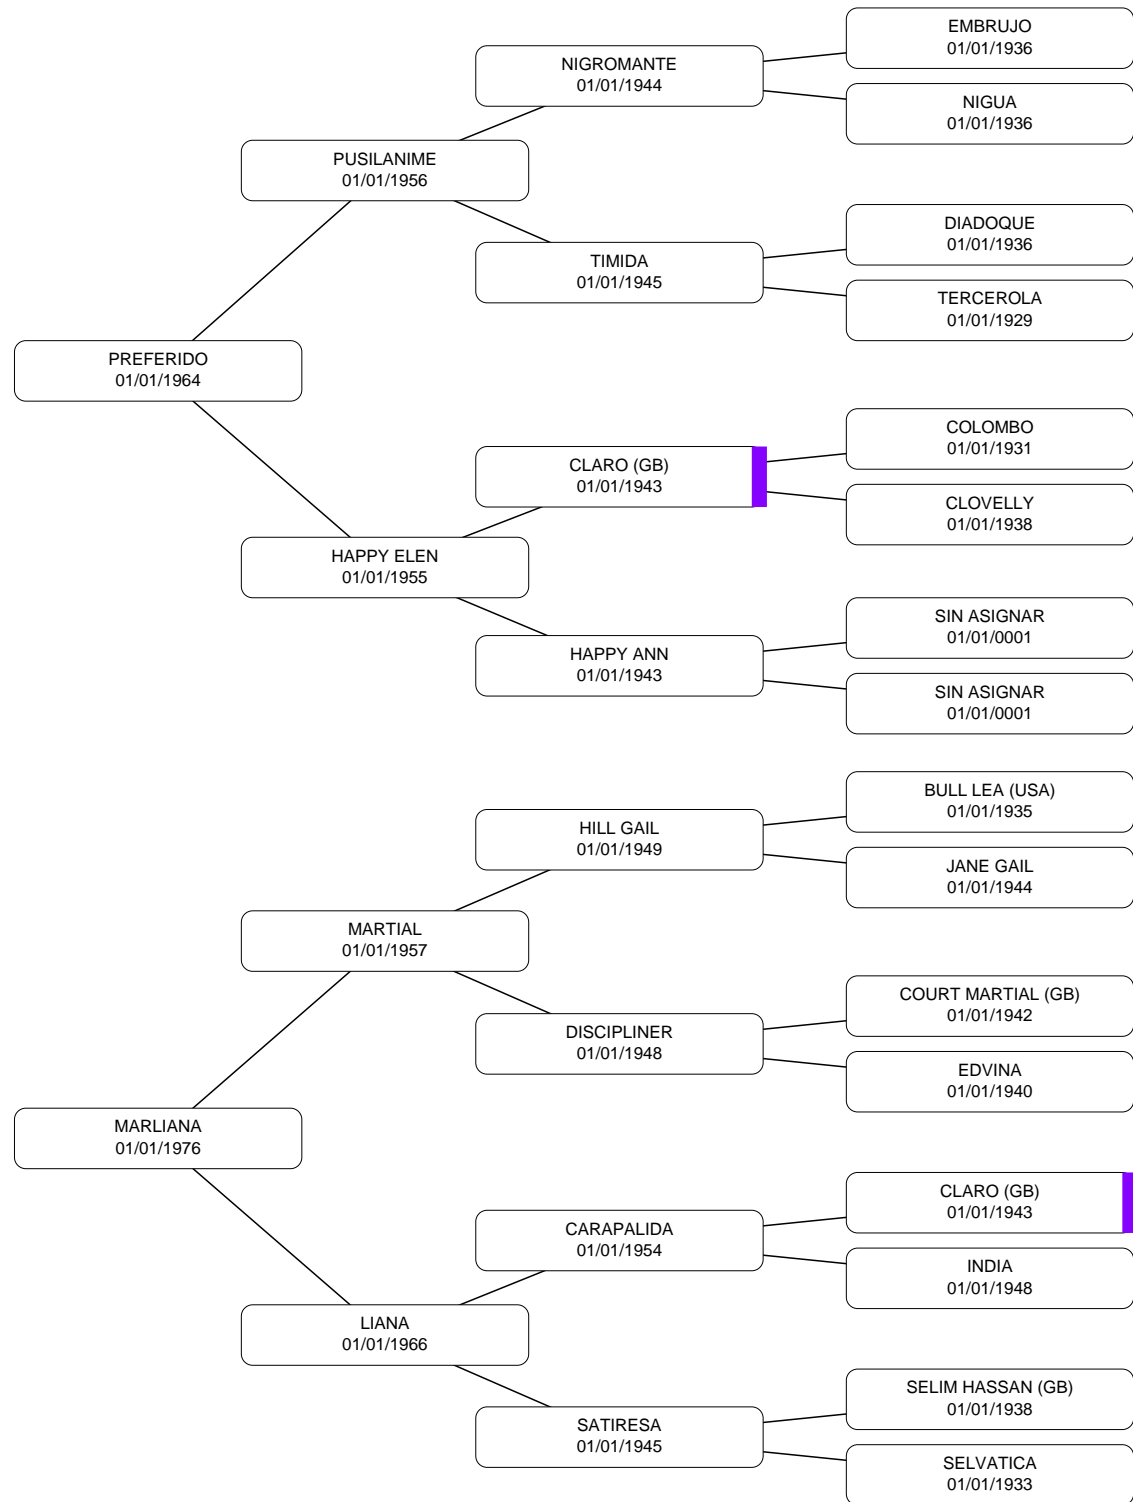 EMBRUJO
01/01/1936
NIGROMANTE
01/01/1944
NIGUA
01/01/1936
PUSILANIME
01/01/1956
DIADOQUE
01/01/1936
TIMIDA
01/01/1945
TERCEROLA
01/01/1929
PREFERIDO
01/01/1964
COLOMBO
01/01/1931
CLARO (GB)
01/01/1943
CLOVELLY
01/01/1938
HAPPY ELEN
01/01/1955
SIN ASIGNAR
01/01/0001
HAPPY ANN
01/01/1943
SIN ASIGNAR
01/01/0001
BULL LEA (USA)
01/01/1935
HILL GAIL
01/01/1949
JANE GAIL
01/01/1944
MARTIAL
01/01/1957
COURT MARTIAL (GB)
01/01/1942
DISCIPLINER
01/01/1948
EDVINA
01/01/1940
MARLIANA
01/01/1976
CLARO (GB)
01/01/1943
CARAPALIDA
01/01/1954
INDIA
01/01/1948
LIANA
01/01/1966
SELIM HASSAN (GB)
01/01/1938
SATIRESA
01/01/1945
SELVATICA
01/01/1933